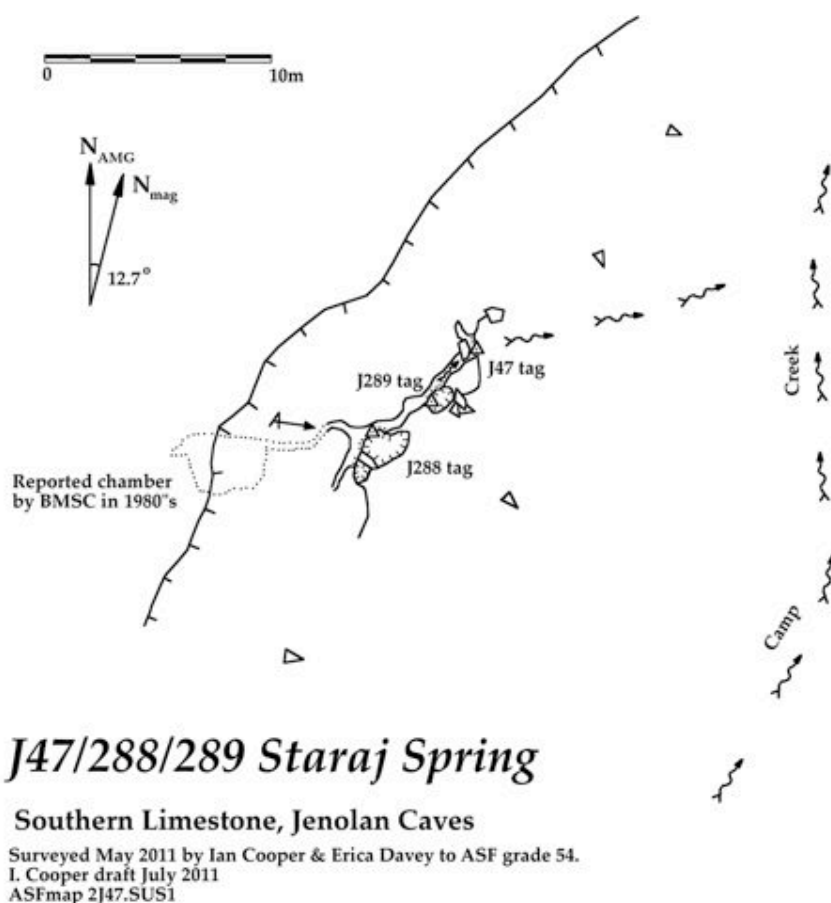 0 10m
N AMG
N mag
12.7°
Creek
J289 tag
J47 tag
A
J288 tag
Reported chamber
by BMSC in 1980"s
Camp
J47/288/289 Staraj Spring
Southern Limestone, Jenolan Caves
Surveyed May 2011 by Ian Cooper & Erica Davey to ASF grade 54.
I. Cooper draft July 2011
ASFmap 2J47.SUS1